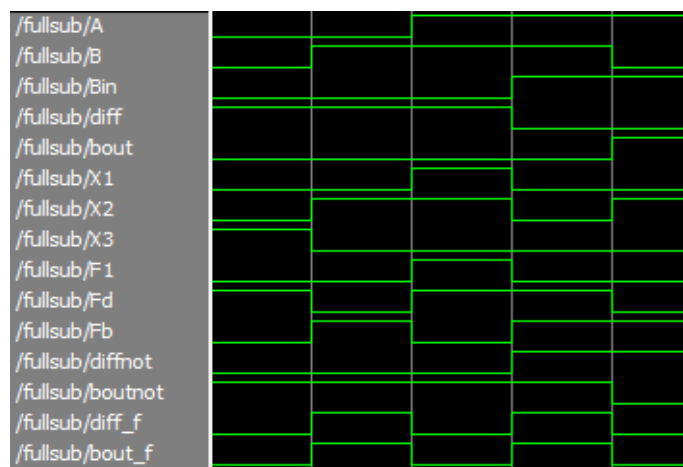 /fullsub/A
/fullsub/B
/fullsub/Bin
/fullsub/diff
/fullsub/bout
/fullsub/X1
/fullsub/X2
/fullsub/X3
/fullsub/F1
/fullsub/Fd
/fullsub/Fb
/fullsub/diffnot
/fullsub/boutnot
/fullsub/diff_f
/fullsub/bout_f